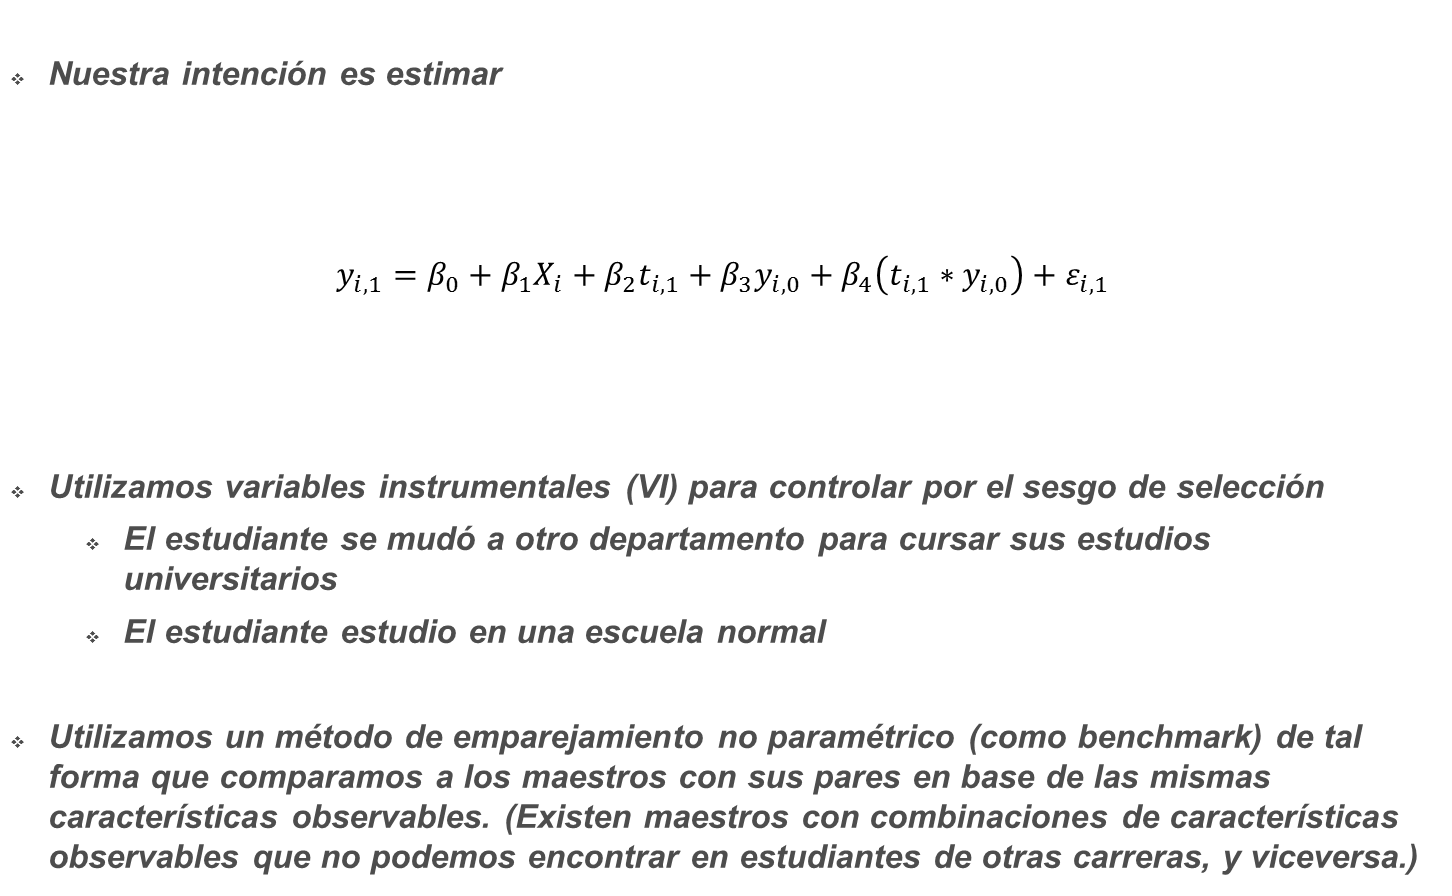 ❖ Nuestra intención es estimar
y_{i,1} = β_0 + β_1X_i + β_2t_{i,1} + β_3y_{i,0} + β_4(t_{i,1} * y_{i,0}) + ε_{i,1}
❖ Utilizamos variables instrumentales (VI) para controlar por el sesgo de selección
❖ El estudiante se mudó a otro departamento para cursar sus estudios
universitarios
❖ El estudiante estudio en una escuela normal
❖ Utilizamos un método de emparejamiento no paramétrico (como benchmark) de tal
forma que comparamos a los maestros con sus pares en base de las mismas
características observables. (Existen maestros con combinaciones de características
observables que no podemos encontrar en estudiantes de otras carreras, y viceversa.)